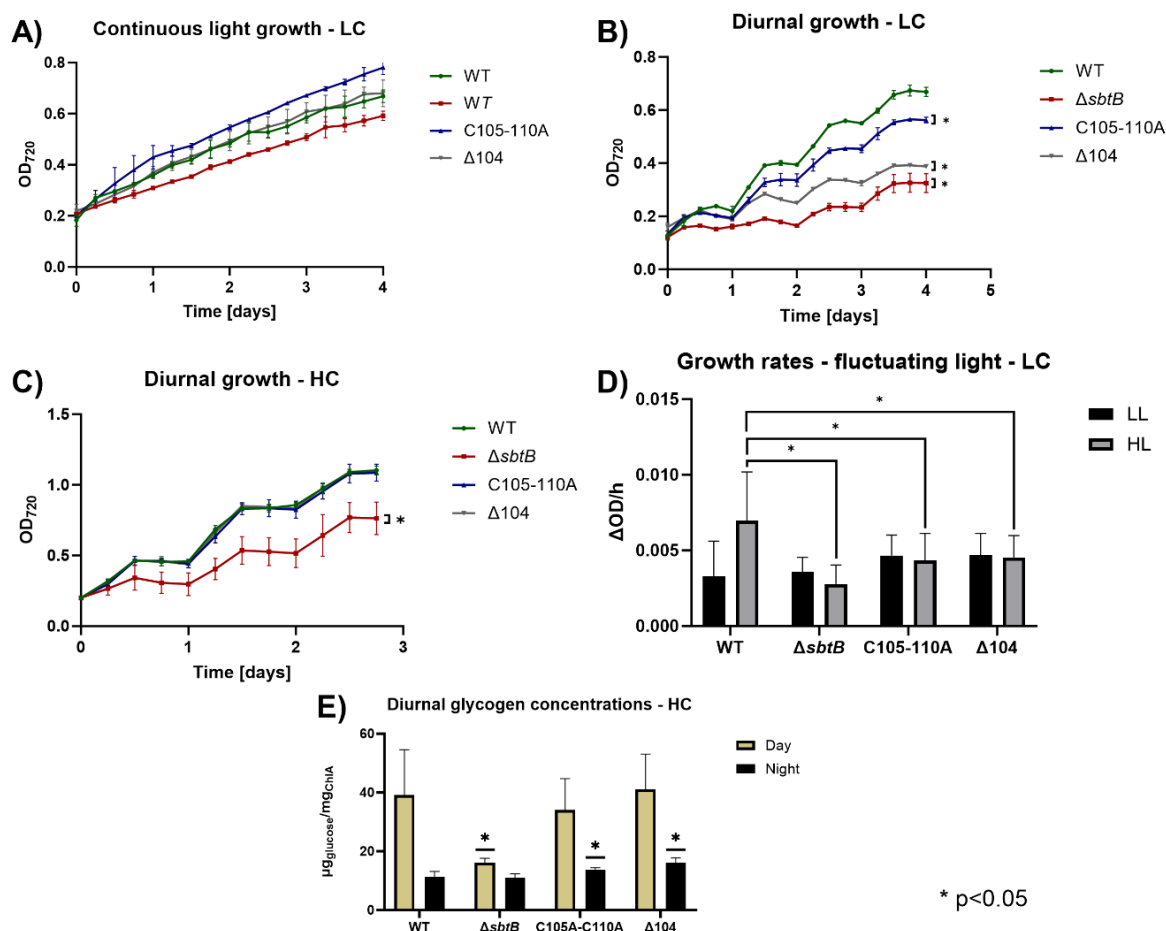 A)
Continuous light growth - LC
OD720
0.8
0.6
0.4
0.2
0.0
0
1
2
3
4
Time [days]
WT
WT
C105-110A
Δ104
B)
Diurnal growth - LC
OD720
0.8
0.6
0.4
0.2
0.0
0
1
2
3
4
5
Time [days]
WT
ΔsbtB
C105-110A
Δ104
*
*
*
C)
Diurnal growth - HC
OD720
1.5
1.0
0.5
0.0
0
1
2
3
Time [days]
WT
ΔsbtB
C105-110A
Δ104
*
D)
Growth rates - fluctuating light - LC
ΔOD/h
0.015
0.010
0.005
0.000
*
*
*
WT
ΔsbtB
C105-110A
Δ104
LL
HL
E)
Diurnal glycogen concentrations - HC
µgglucose/mgChlA
60
40
20
0
*
*
*
WT
ΔsbtB
C105A-C110A
Δ104
Day
Night
* p<0.05